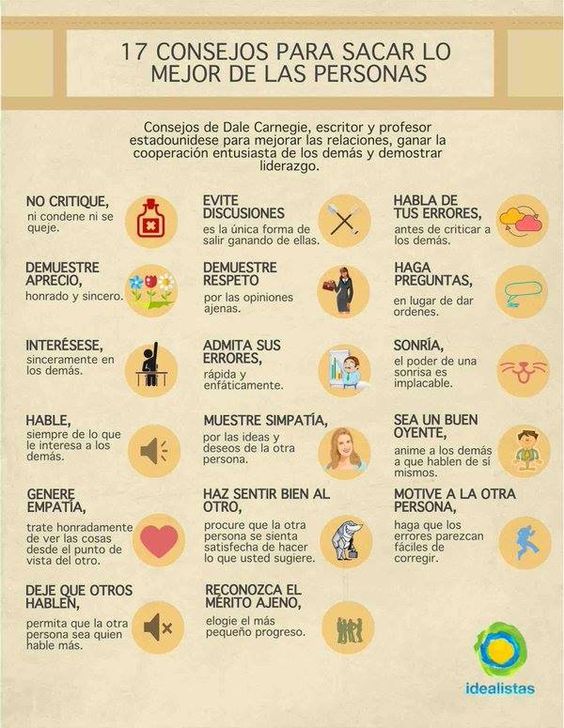 17 CONSEJOS PARA SACAR LO
MEJOR DE LAS PERSONAS
Consejos de Dale Carnegie, escritor y profesor
estadounidese para mejorar las relaciones, ganar la
cooperación entusiasta de los demás y demostrar
liderazgo.
NO CRITIQUE,
ni condene ni se
queje.
EVITE
DISCUSIONES
es la única forma de
salir ganando de ellas.
HABLA DE
TUS ERRORES,
antes de criticar a
los demás.
DEMUESTRE
APRECIO,
honrado y sincero.
DEMUESTRE
RESPETO
por las opiniones
ajenas.
HAGA
PREGUNTAS,
en lugar de dar
ordenes.
INTERÉSESE,
sinceramente en
los demás.
ADMITA SUS
ERRORES,
rápida y
enfáticamente.
SONRÍA,
el poder de una
sonrisa es
implacable.
HABLE,
siempre de lo que
le interesa a los
demás.
MUESTRE SIMPATÍA,
por las ideas y
deseos de la otra
persona.
SEA UN BUEN
OYENTE,
anime a los demás
a que hablen de sí
mismos.
GENERE
EMPATÍA,
trate honradamente
de ver las cosas
desde el punto de
vista del otro.
HAZ SENTIR BIEN AL
OTRO,
procure que la otra
persona se sienta
satisfecha de hacer
lo que usted sugiere.
MOTIVE A LA OTRA
PERSONA,
haga que los
errores parezcan
fáciles de
corregir.
DEJE QUE OTROS
HABLEN,
permita que la otra
persona sea quien
hable más.
RECONOZCA EL
MÉRITO AJENO,
elogie el más
pequeño progreso.
idealistas